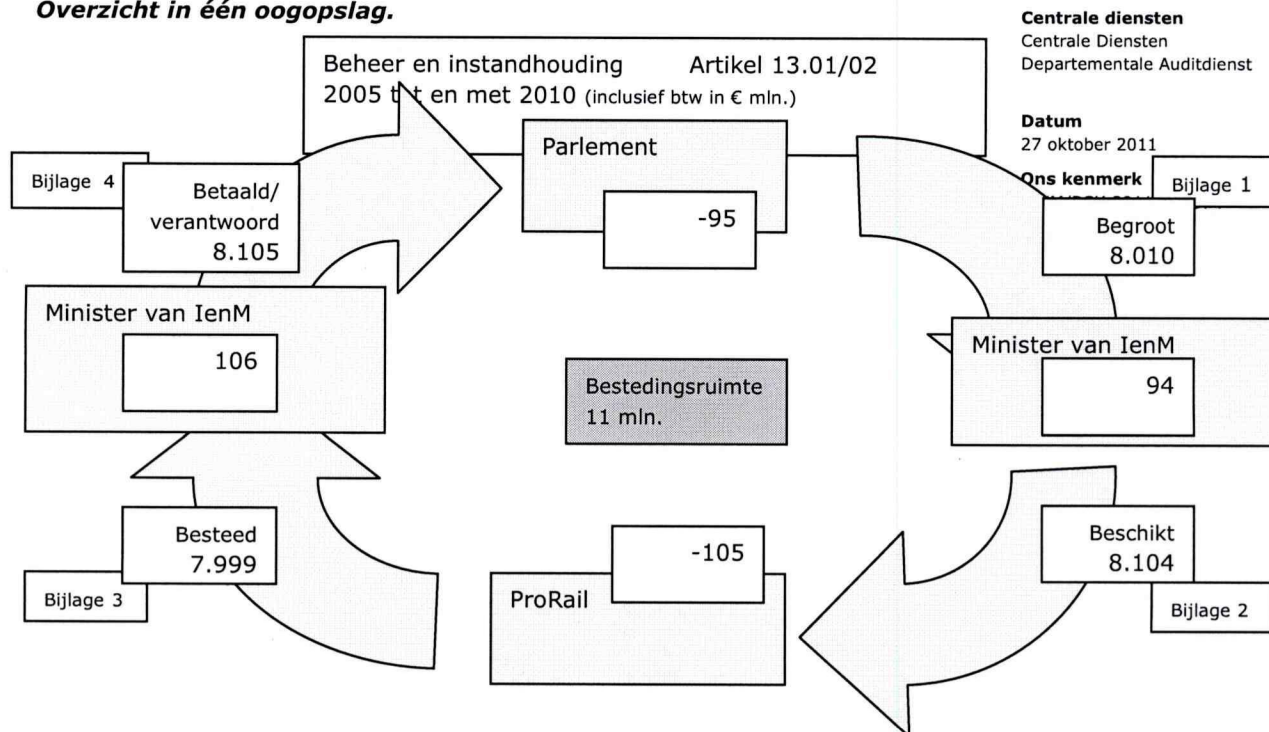 Overzicht in één oogopslag.
Centrale diensten
Centrale Diensten
Departementale Auditdienst
Datum
27 oktober 2011
Ons kenmerk
Beheer en instandhouding Artikel 13.01/02
2005 tot en met 2010 (inclusief btw in € mln.)
Parlement
-95
Bijlage 1
Begroot
8.010
Minister van IenM
94
Beschikt
8.104
Bijlage 2
ProRail
-105
Besteed
7.999
Bijlage 3
Minister van IenM
106
Bijlage 4
Betaald/
verantwoord
8.105
Bestedingsruimte
11 mln.